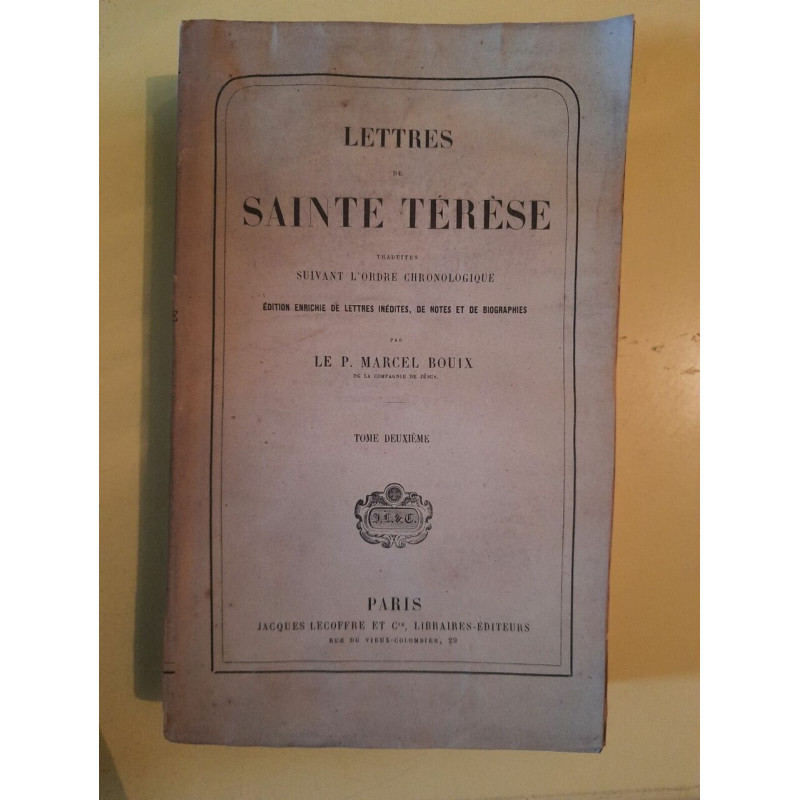 LETTRES
DE
SAINTE TÉRÈSE
TRADUITES
SUIVANT L'ORDRE CHRONOLOGIQUE
ÉDITION ENRICHIE DE LETTRES INÉDITES, DE NOTES ET DE BIOGRAPHIES
PAR
LE P. MARCEL BOUIX
DE LA COMPAGNIE DE JÉSUS.
TOME DEUXIÈME
J.L.&C.
PARIS
JACQUES LECOFFRE ET Cie, LIBRAIRES-ÉDITEURS
RUE DU VIEUX-COLOMBIER, 29